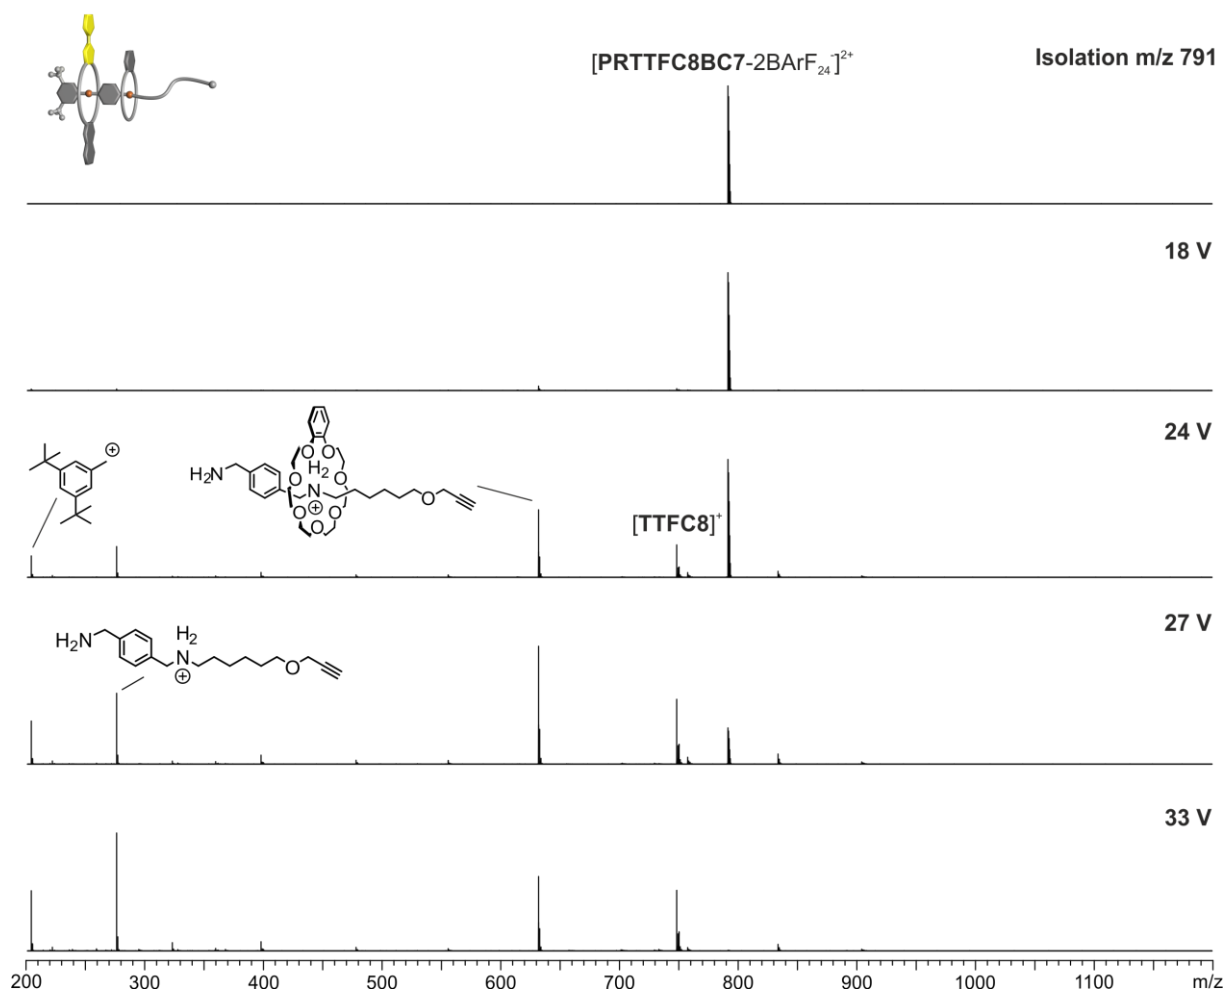 [PRTTFC8BC7-2BArF₂₄]²⁺
Isolation m/z 791
18 V
24 V
⊕
H₂N
O O
H₂
O O
N
⊕
O
O O
O
[TTFC8]⁺
27 V
H₂N
H₂
N
⊕
O
33 V
200 300 400 500 600 700 800 900 1000 1100 m/z